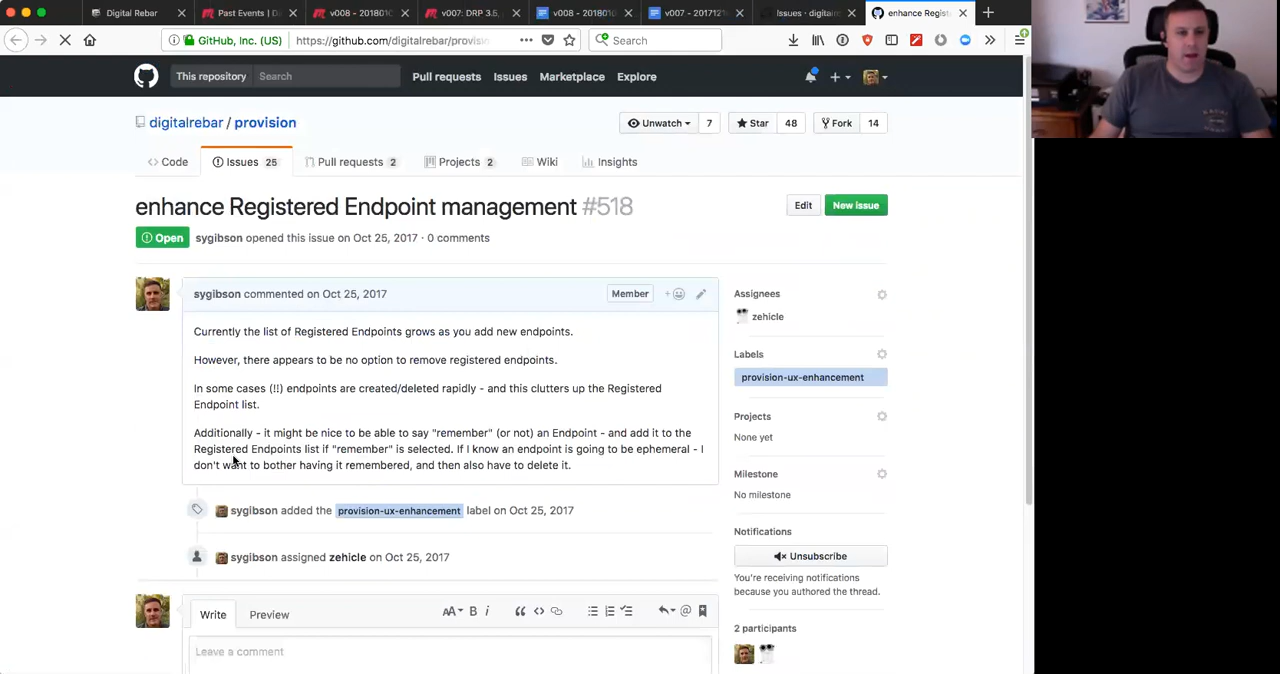 Digital Rebar
Past Events | D
v008 - 201801
v007: DRP 3.5,
v008 - 201801
v007 - 201712
Issues · digital
enhance Regist
GitHub, Inc. (US)
https://github.com/digitalrebar/provisi
Search
This repository
Search
Pull requests
Issues
Marketplace
Explore
digitalrebar / provision
Unwatch
7
Star
48
Fork
14
Code
Issues 25
Pull requests 2
Projects 2
Wiki
Insights
enhance Registered Endpoint management #518
Edit
New issue
Open
sygibson opened this issue on Oct 25, 2017 · 0 comments
sygibson commented on Oct 25, 2017
Member
Currently the list of Registered Endpoints grows as you add new endpoints.
However, there appears to be no option to remove registered endpoints.
In some cases (!!) endpoints are created/deleted rapidly - and this clutters up the Registered
Endpoint list.
Additionally - it might be nice to be able to say "remember" (or not) an Endpoint - and add it to the
Registered Endpoints list if "remember" is selected. If I know an endpoint is going to be ephemeral - I
don't want to bother having it remembered, and then also have to delete it.
sygibson added the provision-ux-enhancement label on Oct 25, 2017
sygibson assigned zehicle on Oct 25, 2017
Write
Preview
AA
B
i
Leave a comment
Assignees
zehicle
Labels
provision-ux-enhancement
Projects
None yet
Milestone
No milestone
Notifications
Unsubscribe
You're receiving notifications
because you authored the thread.
2 participants